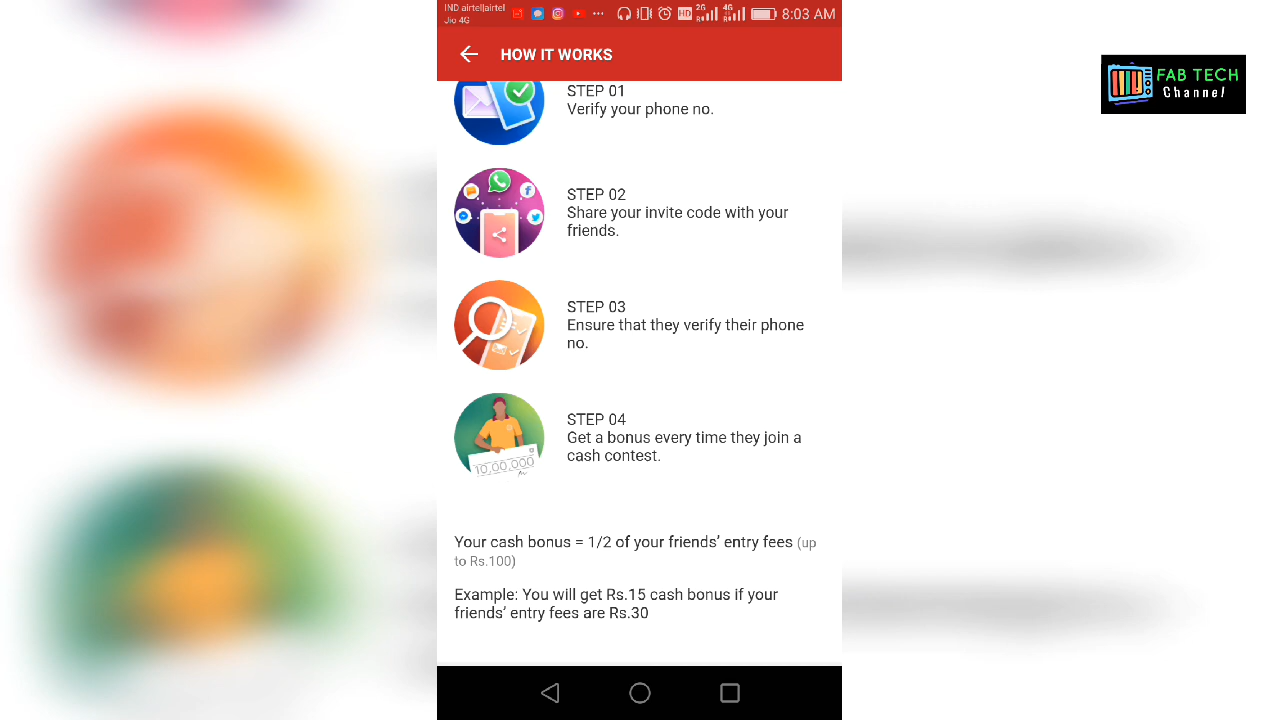 IND airtel|airtel
Jio 4G
2G
4G
HD
8:03 AM
HOW IT WORKS
FAB TECH
Channel
STEP 01
Verify your phone no.
STEP 02
Share your invite code with your
friends.
STEP 03
Ensure that they verify their phone
no.
STEP 04
Get a bonus every time they join a
cash contest.
10,00,000
Your cash bonus = 1/2 of your friends’ entry fees (up
to Rs.100)
Example: You will get Rs.15 cash bonus if your
friends’ entry fees are Rs.30